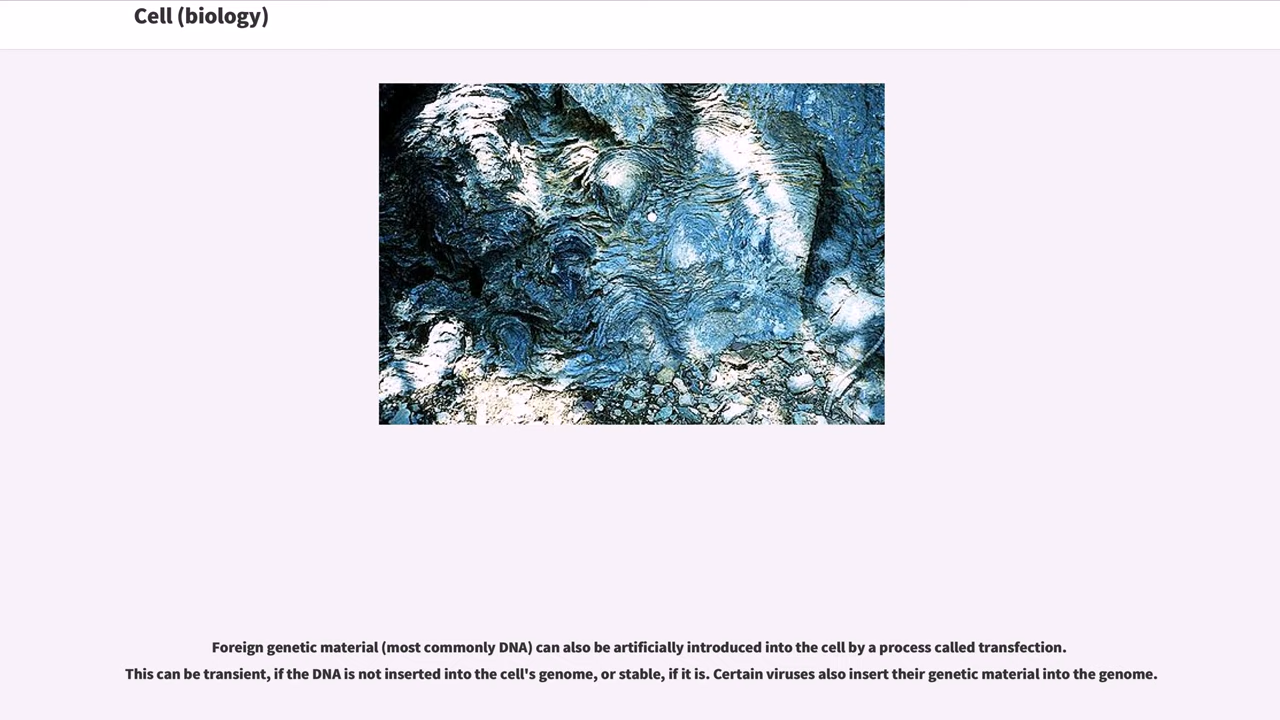 Cell (biology)
Foreign genetic material (most commonly DNA) can also be artificially introduced into the cell by a process called transfection.
This can be transient, if the DNA is not inserted into the cell's genome, or stable, if it is. Certain viruses also insert their genetic material into the genome.